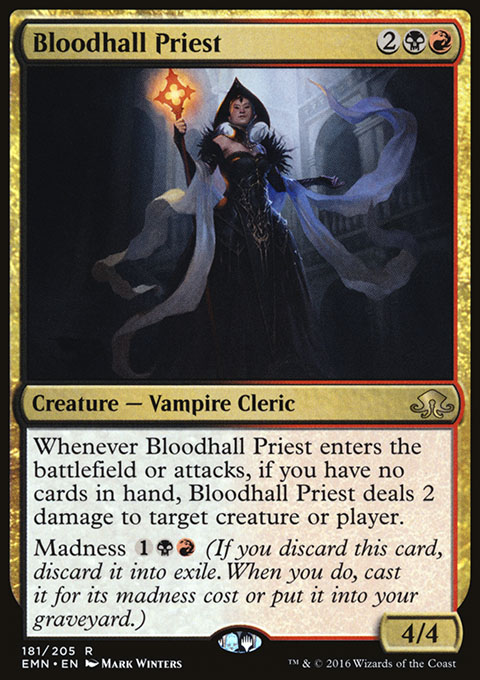 Bloodhall Priest 2
Creature — Vampire Cleric
Whenever Bloodhall Priest enters the
battlefield or attacks, if you have no
cards in hand, Bloodhall Priest deals 2
damage to target creature or player.
Madness 1 (If you discard this card,
discard it into exile. When you do, cast
it for its madness cost or put it into your
graveyard.)
4/4
181/205 R
EMN • EN Mark Winters
™ & © 2016 Wizards of the Coast